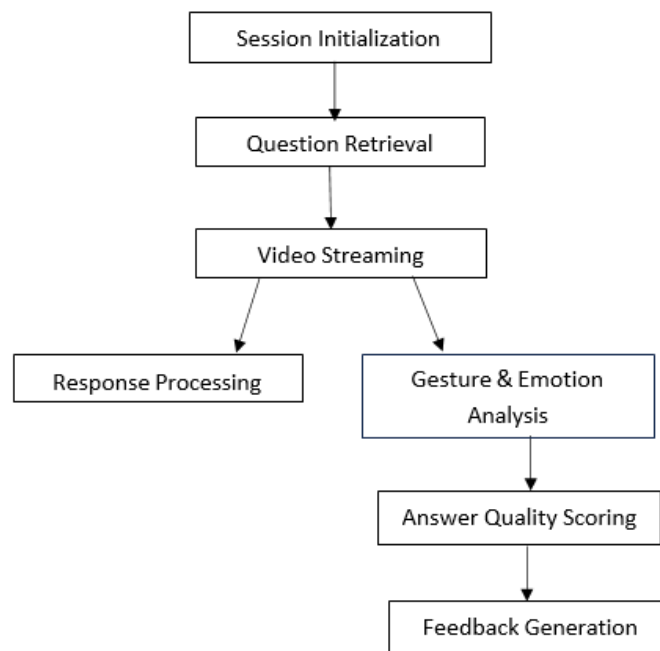 Session Initialization
Question Retrieval
Video Streaming
Response Processing
Gesture & Emotion
Analysis
Answer Quality Scoring
Feedback Generation